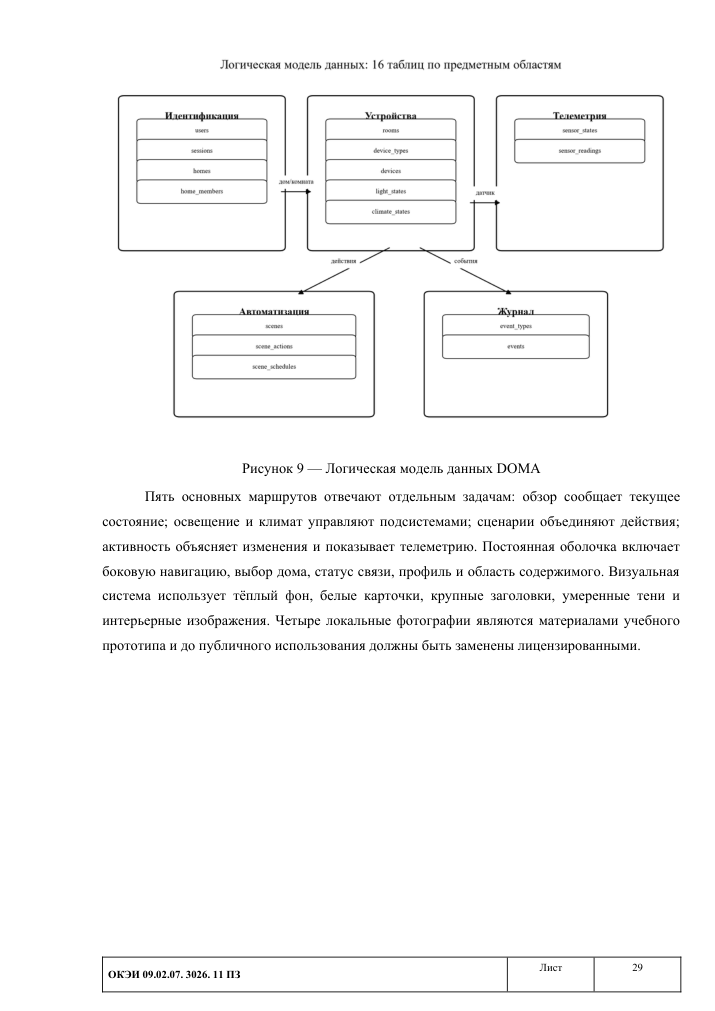 Логическая модель данных: 16 таблиц по предметным областям
Идентификация
users
sessions
homes
home_members
дом/комната
Устройства
rooms
device_types
devices
light_states
climate_states
датчик
Телеметрия
sensor_states
sensor_readings
действия
события
Автоматизация
scenes
scene_actions
scene_schedules
Журнал
event_types
events
Рисунок 9 — Логическая модель данных DOMA
Пять основных маршрутов отвечают отдельным задачам: обзор сообщает текущее
состояние; освещение и климат управляют подсистемами; сценарии объединяют действия;
активность объясняет изменения и показывает телеметрию. Постоянная оболочка включает
боковую навигацию, выбор дома, статус связи, профиль и область содержимого. Визуальная
система использует тёплый фон, белые карточки, крупные заголовки, умеренные тени и
интерьерные изображения. Четыре локальные фотографии являются материалами учебного
прототипа и до публичного использования должны быть заменены лицензированными.
ОКЭИ 09.02.07. 3026. 11 ПЗ
Лист
29